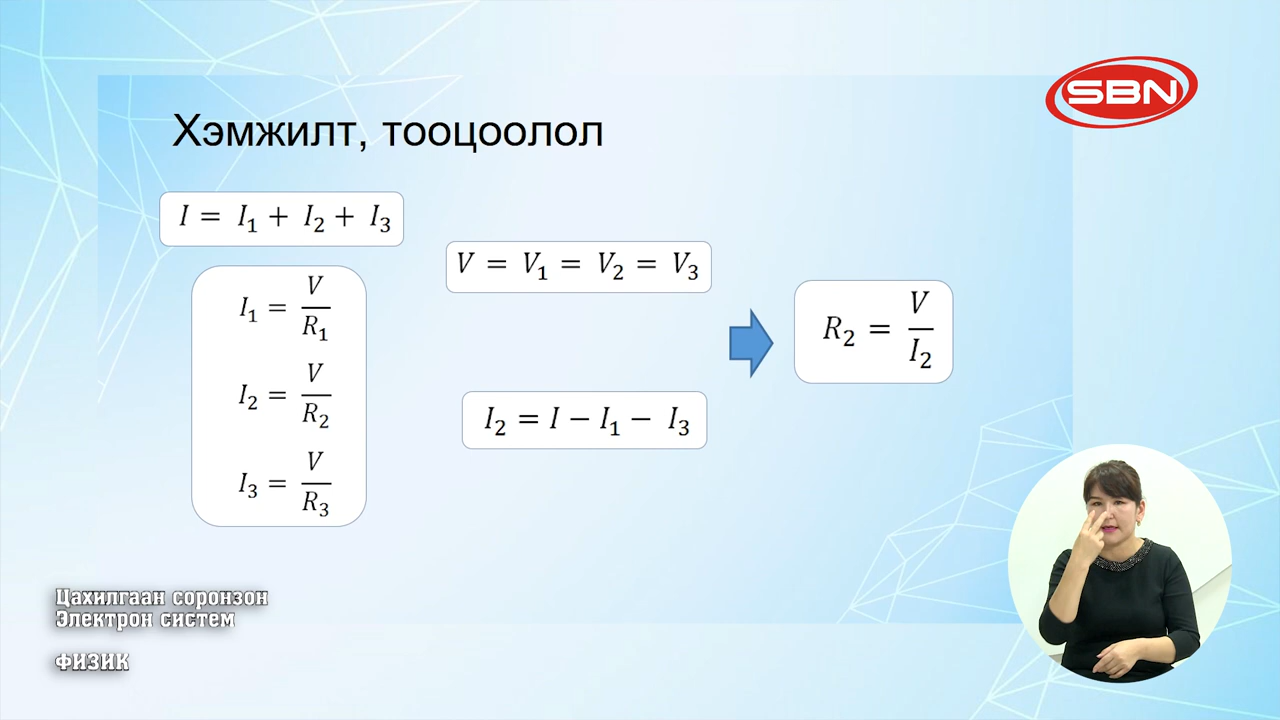 SBN
Хэмжилт, тооцоолол
I = I₁ + I₂ + I₃
V = V₁ = V₂ = V₃
I₁ = V/R₁
I₂ = V/R₂
I₃ = V/R₃
I₂ = I − I₁ − I₃
R₂ = V/I₂
Цахилгаан соронзон
Электрон систем
ФИЗИК